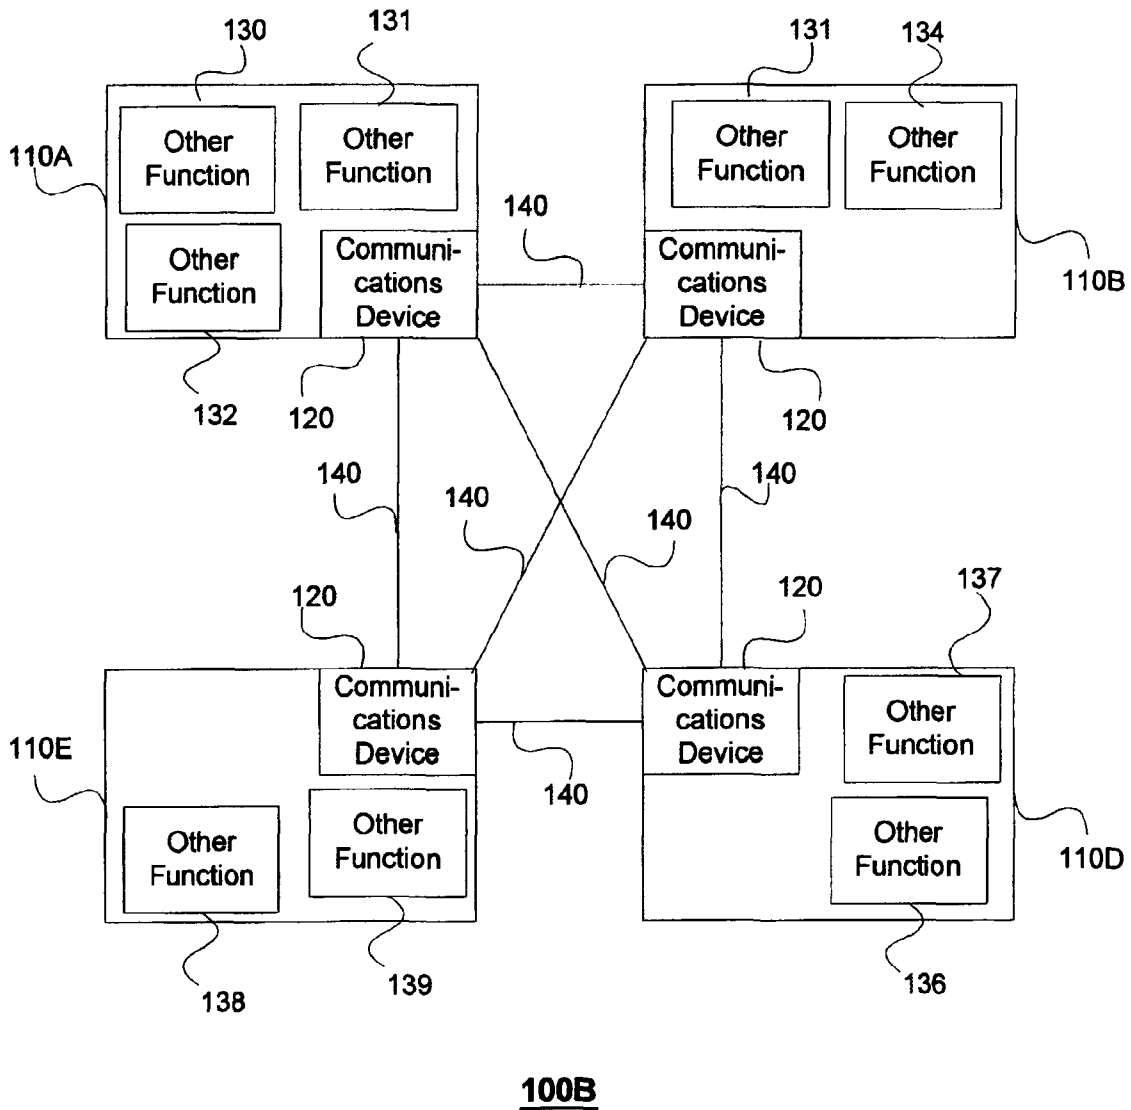 130
131
131
134
110A
Other
Function
Other
Function
Other
Function
Other
Function
140
110B
Other
Function
Communi-
cations
Device
Communi-
cations
Device
132
120
120
140
140
140
140
120
120
137
Communi-
cations
Device
Communi-
cations
Device
Other
Function
110E
140
110D
Other
Function
Other
Function
Other
Function
138
139
136
100B